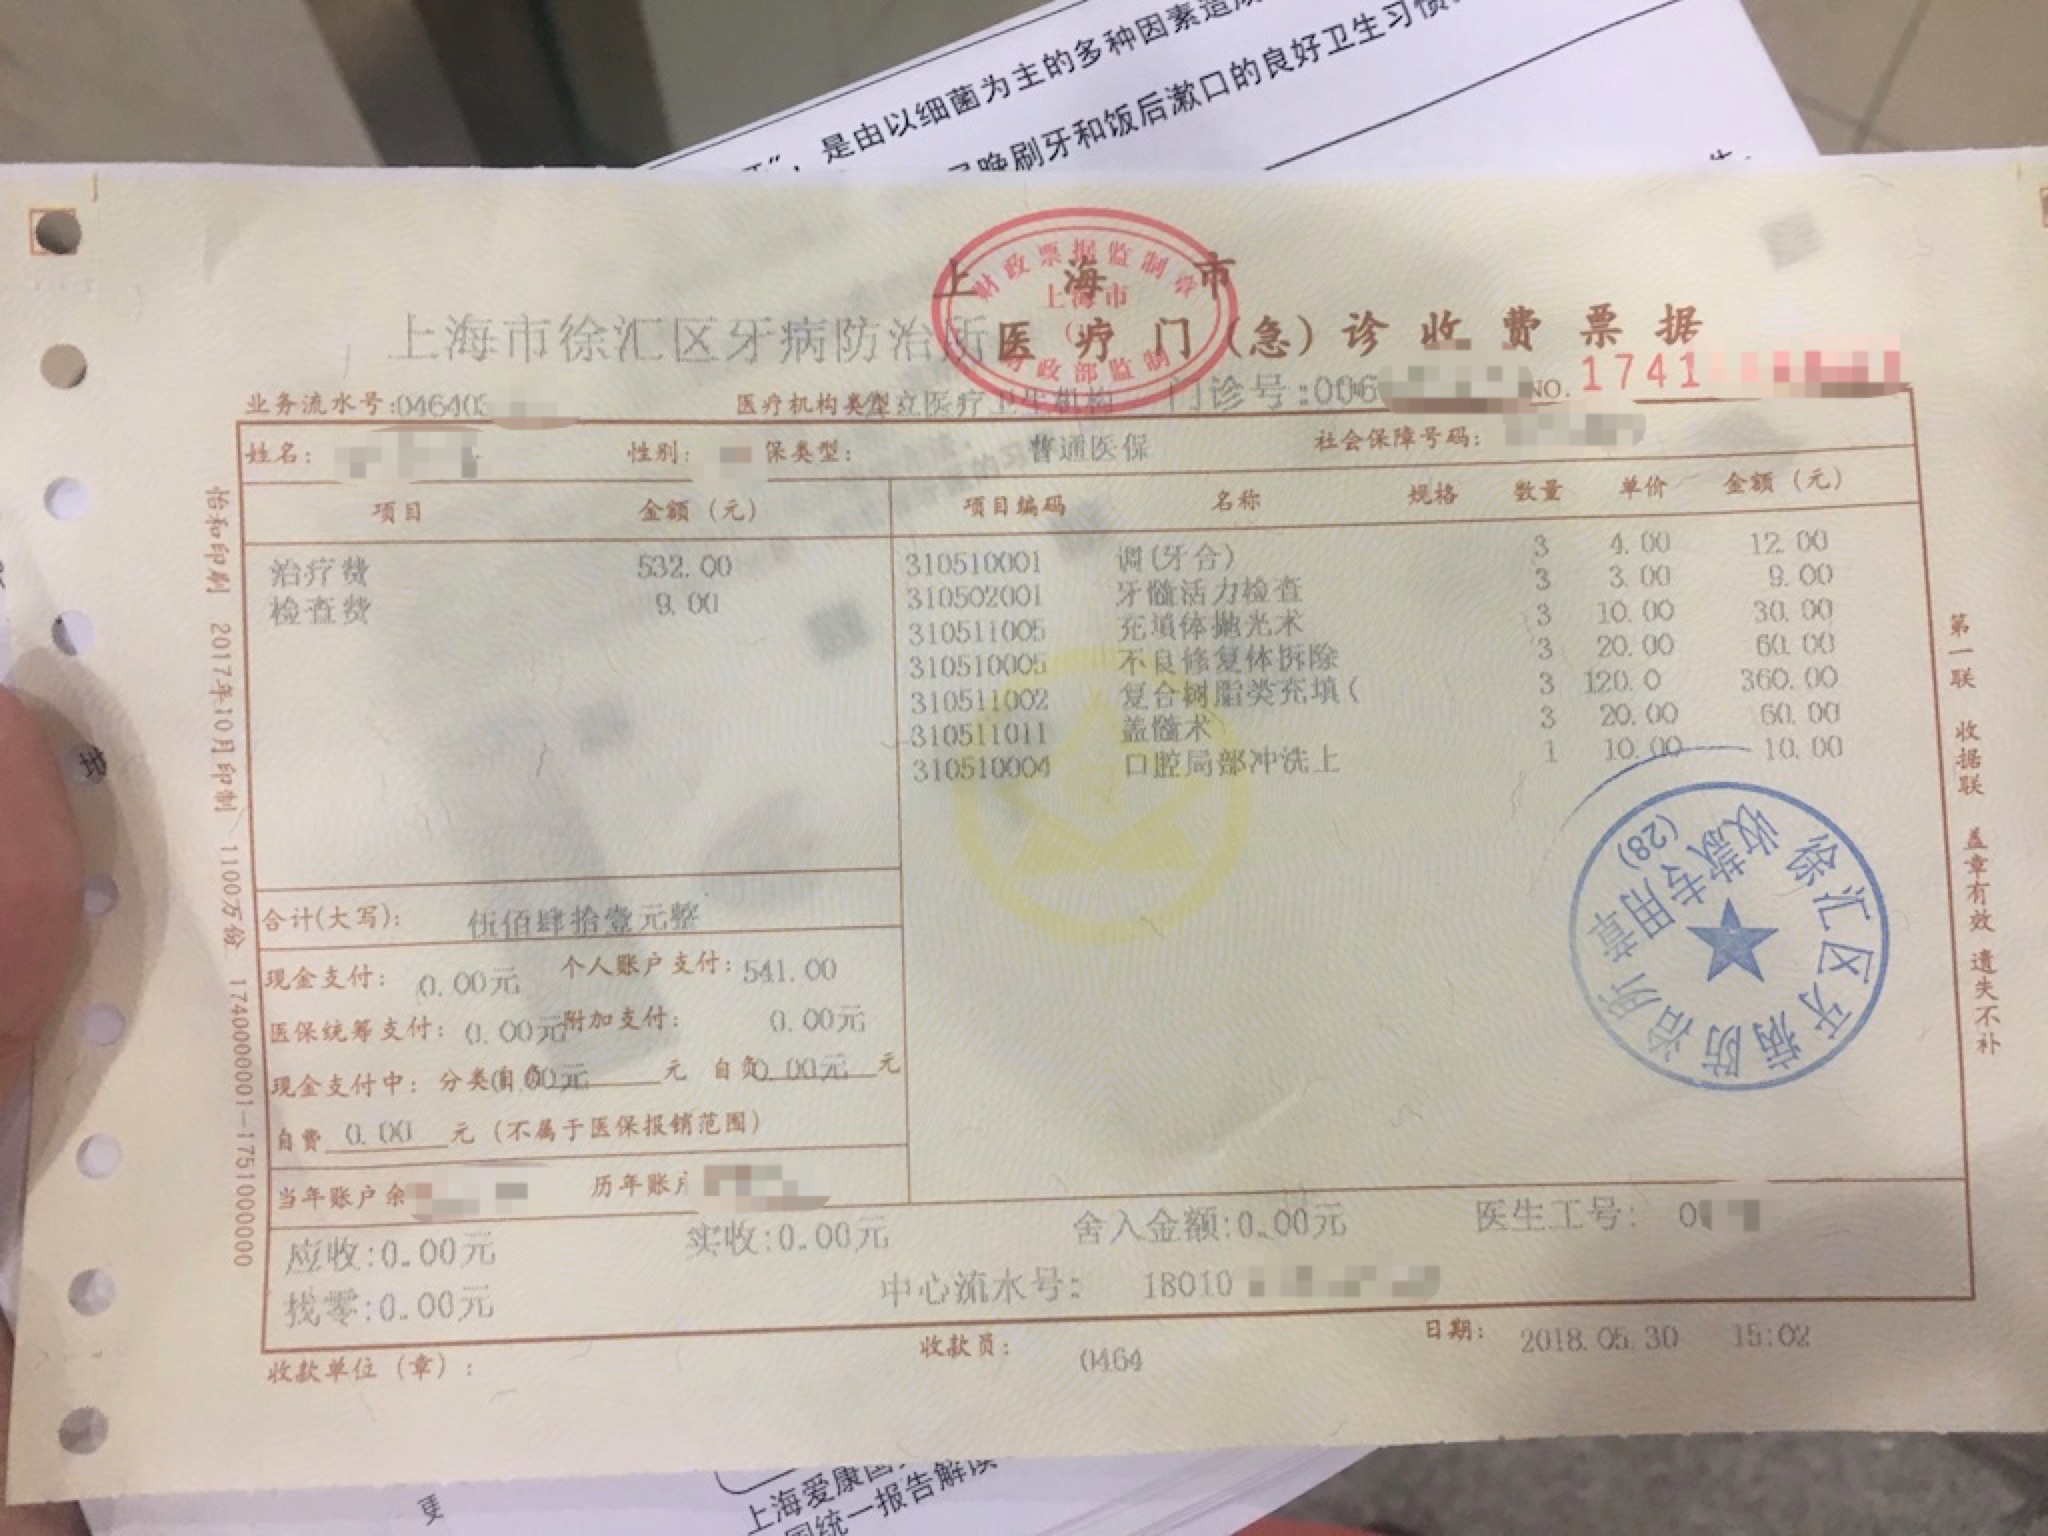 是由以细菌为主的多种因素造成
晚刷牙和饭后漱口的良好卫生习惯
财政票据监制章
上海市
财政部监制
上海市
上海市徐汇区牙病防治所
医疗门(急)诊收费票据
业务流水号:046405
医疗机构类型
公立医疗卫生机构
门诊号:006
NO. 1741
姓名:
性别:
保类型: 普通医保
社会保障号码:
项目 金额(元) 项目编码 名称 规格 数量 单价 金额(元)
治疗费 532.00
检查费 9.00
310510001 调(牙合) 3 4.00 12.00
310502001 牙髓活力检查 3 3.00 9.00
310511005 充填体抛光术 3 10.00 30.00
310510005 不良修复体拆除 3 20.00 60.00
310511002 复合树脂类充填( 3 120.0 360.00
310511011 盖髓术 3 20.00 60.00
310510004 口腔局部冲洗上 1 10.00 10.00
合计(大写): 伍佰肆拾壹元整
现金支付: 0.00元 个人账户支付: 541.00
医保统筹支付: 0.00元 附加支付: 0.00元
现金支付中: 分类自负 0.00元 元 自负 0.00元 元
自费 0.00 元 (不属于医保报销范围)
当年账户余
历年账户
应收:0.00元 实收:0.00元 舍入金额:0.00元 医生工号: 0
找零:0.00元 中心流水号: 18010
收款单位(章):
收款员: 0464
日期: 2018.05.30 15:02
怡和印刷 2017年10月印制 1100万份 1740000001-1751000000
第一联 收据联 盖章有效 遗失不补
徐汇区牙病防治所
收款专用章
(28)
地
更
上海爱康国
国统一报告解读